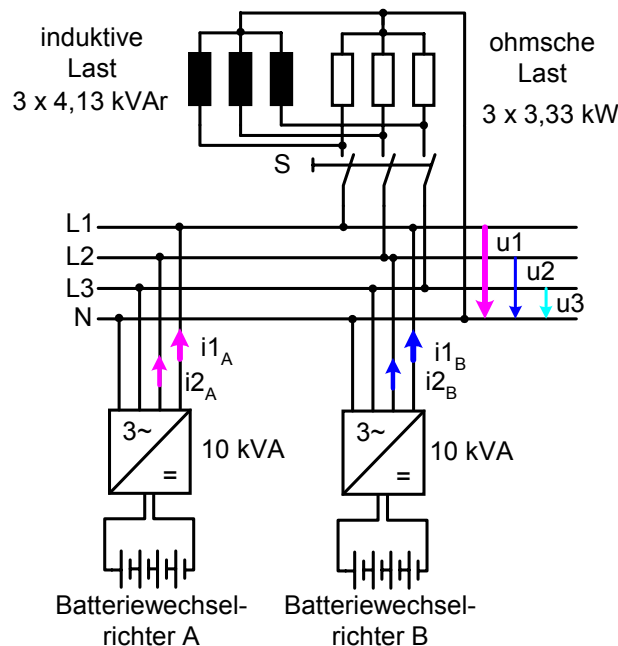 induktive
Last
3 x 4,13 kVAr
ohmsche
Last
3 x 3,33 kW
S
L1
L2
L3
N
u1
u2
u3
i1A
i2A
i1B
i2B
3~
=
10 kVA
3~
=
10 kVA
Batteriewechsel-
richter A
Batteriewechsel-
richter B